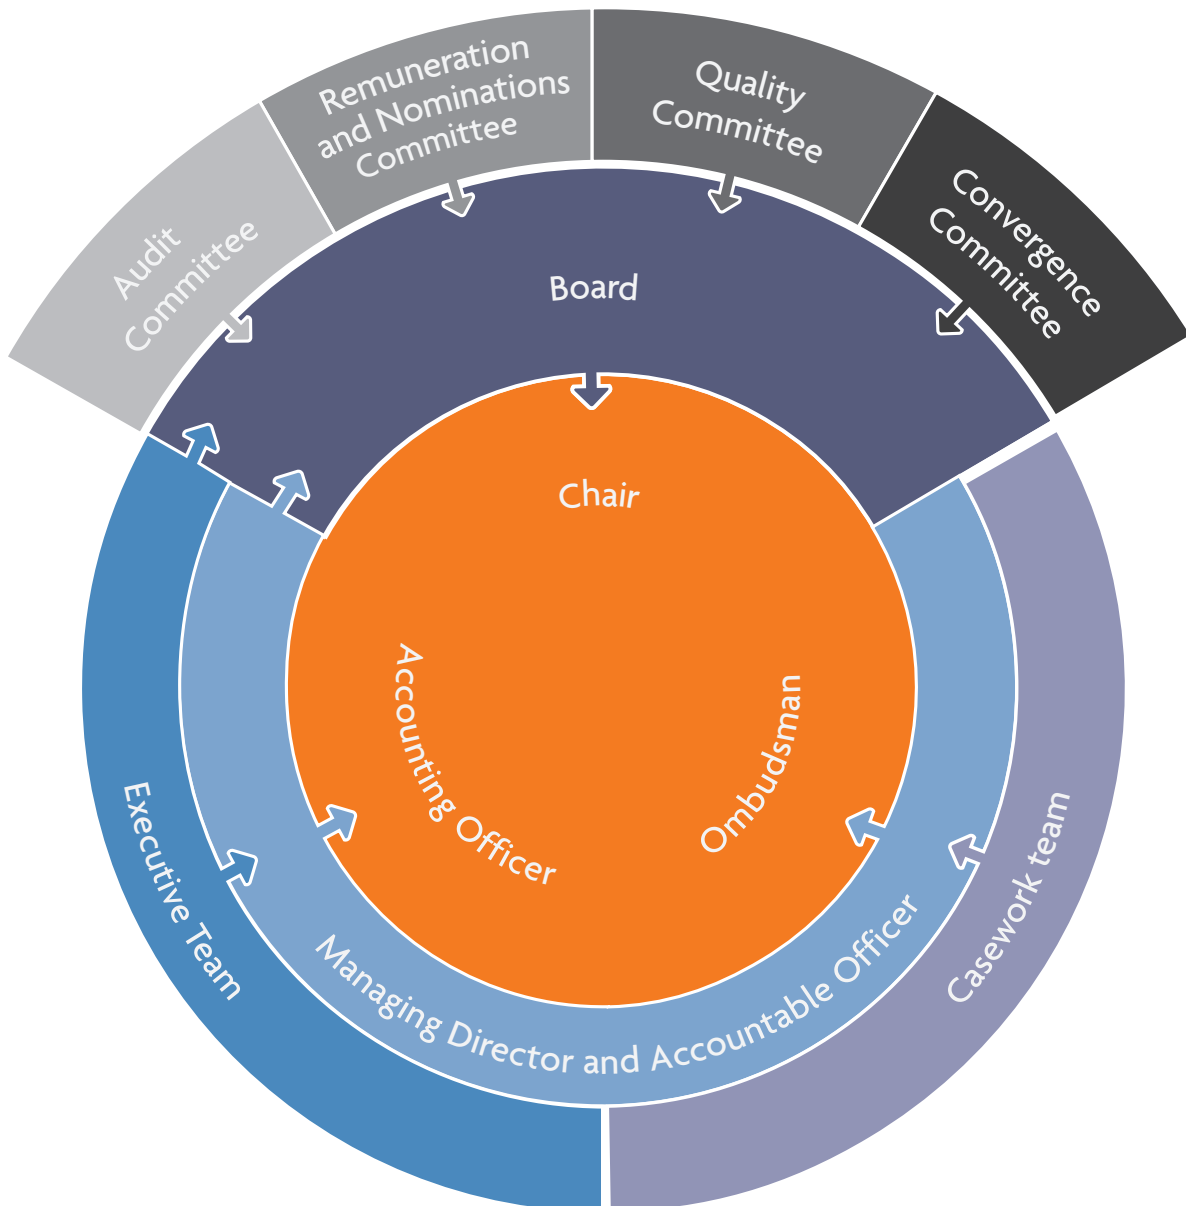 Remuneration
and Nominations
Committee
Quality
Committee
Audit
Committee
Convergence
Committee
Board
Chair
Accounting Officer
Ombudsman
Executive Team
Managing Director and Accountable Officer
Casework team